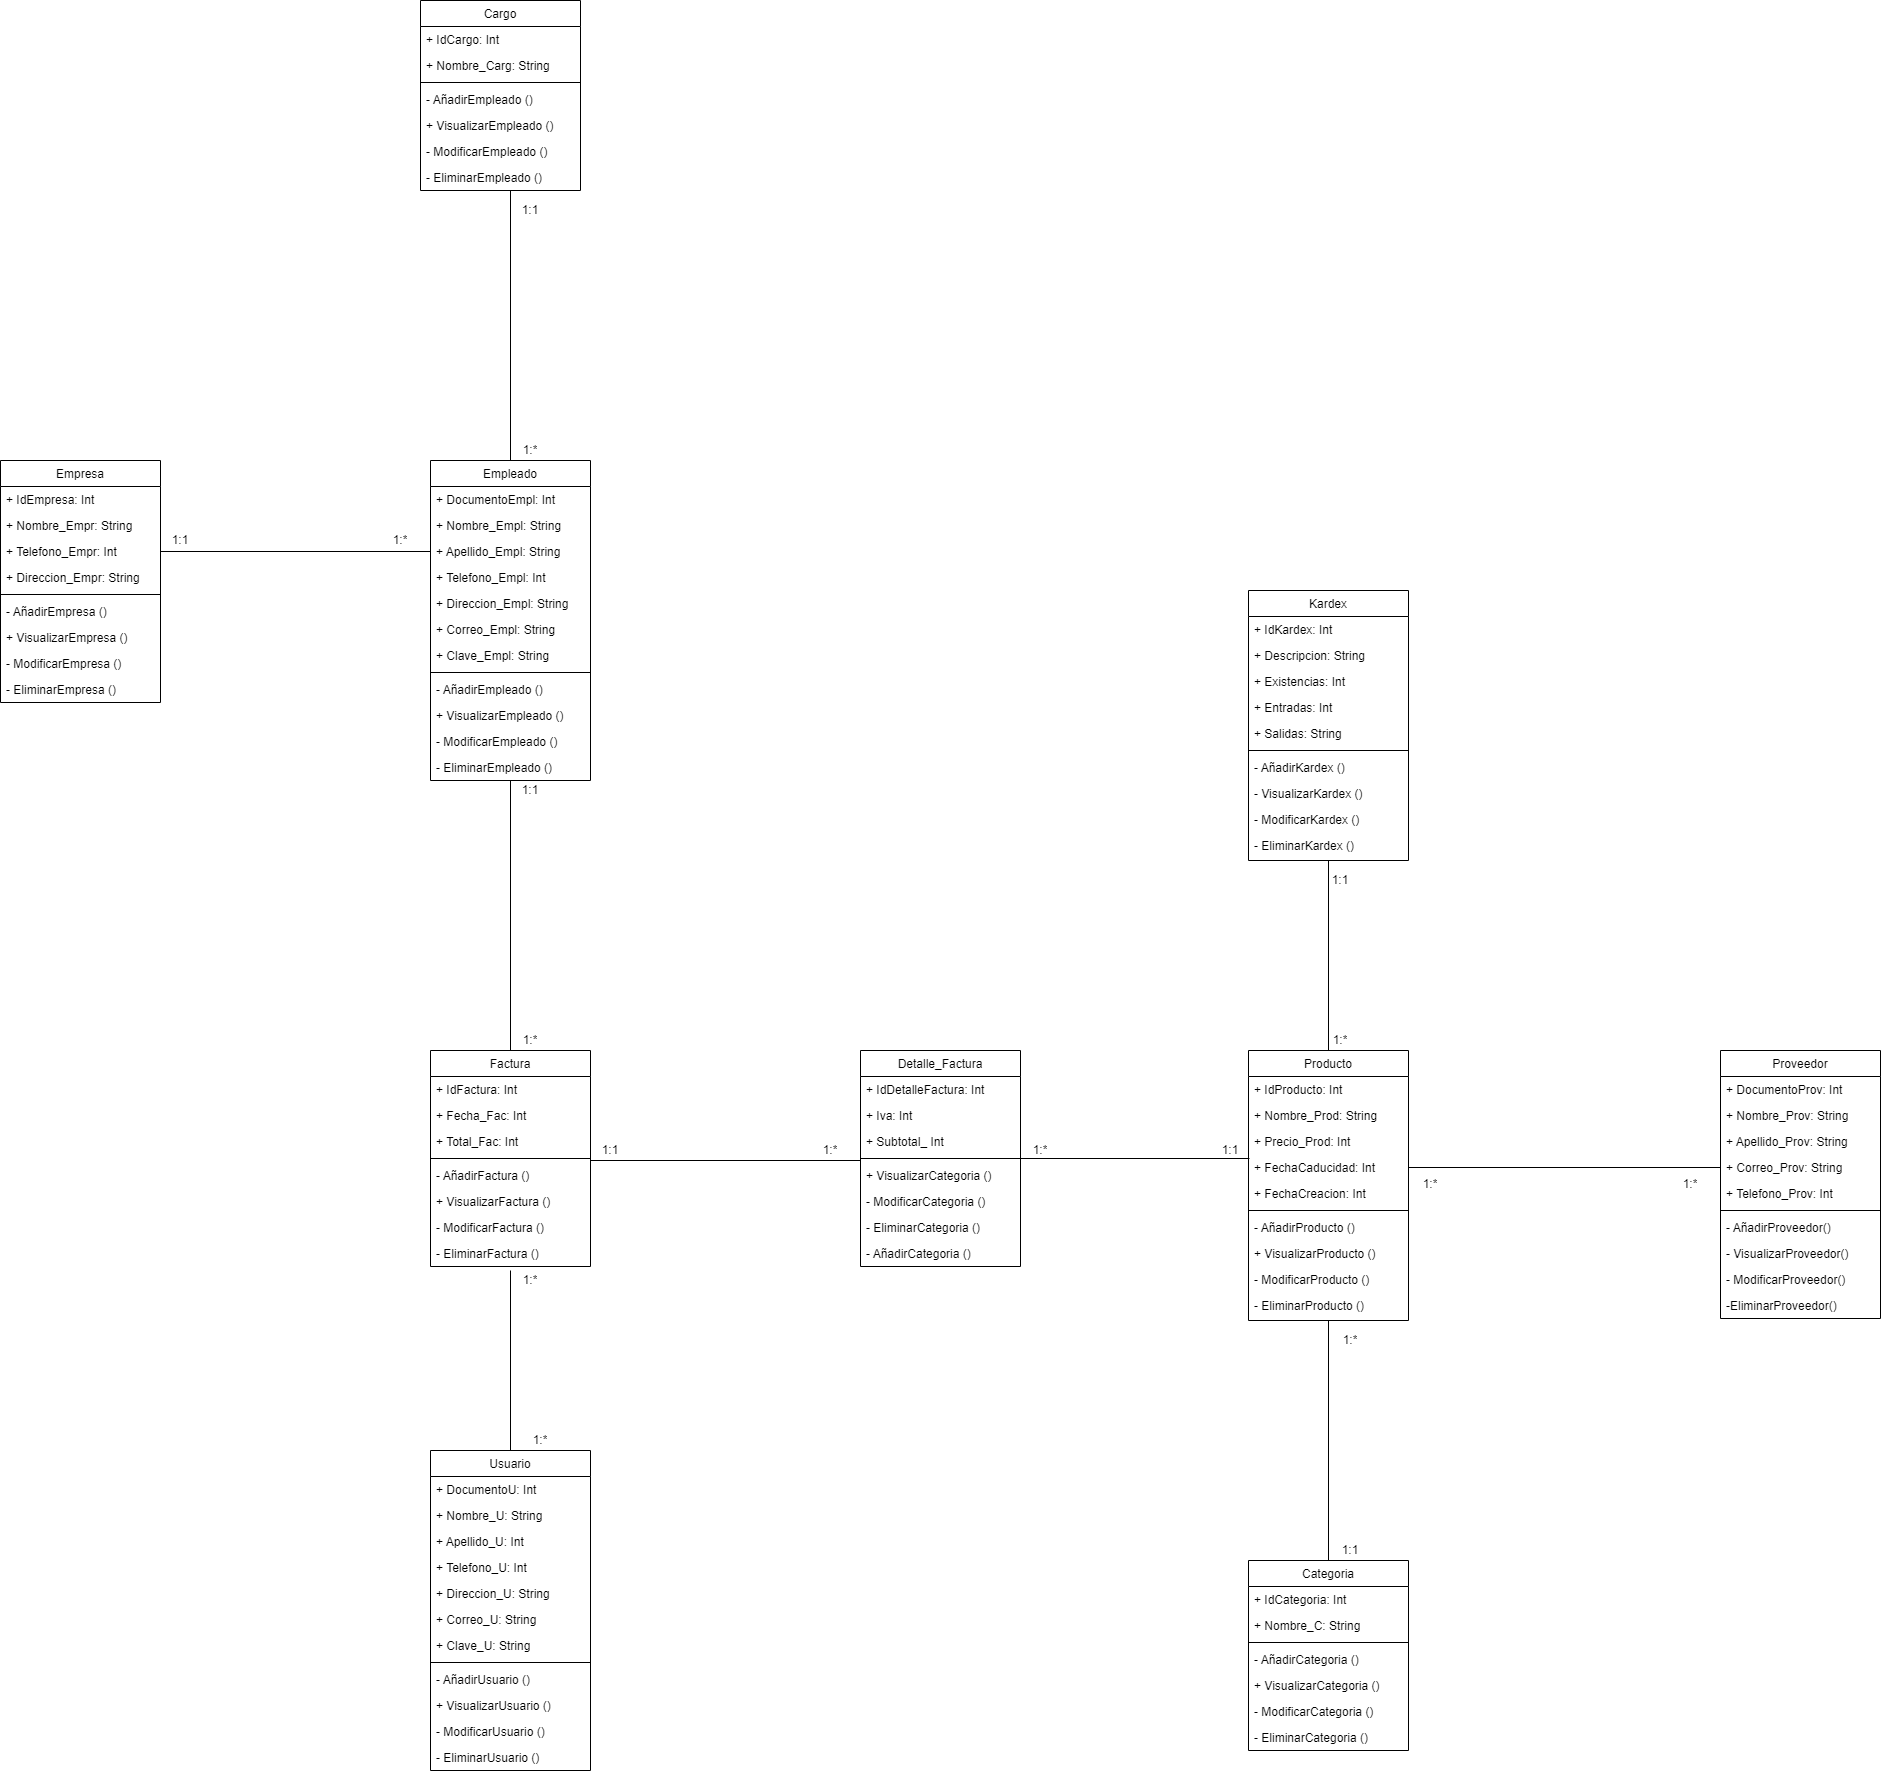 Cargo
+ IdCargo: Int
+ Nombre_Carg: String
- AñadirEmpleado ()
+ VisualizarEmpleado ()
- ModificarEmpleado ()
- EliminarEmpleado ()
1:1
1:*
Empresa
+ IdEmpresa: Int
+ Nombre_Empr: String
+ Telefono_Empr: Int
+ Direccion_Empr: String
- AñadirEmpresa ()
+ VisualizarEmpresa ()
- ModificarEmpresa ()
- EliminarEmpresa ()
1:1
1:*
Empleado
+ DocumentoEmpl: Int
+ Nombre_Empl: String
+ Apellido_Empl: String
+ Telefono_Empl: Int
+ Direccion_Empl: String
+ Correo_Empl: String
+ Clave_Empl: String
- AñadirEmpleado ()
+ VisualizarEmpleado ()
- ModificarEmpleado ()
- EliminarEmpleado ()
1:1
1:*
Kardex
+ IdKardex: Int
+ Descripcion: String
+ Existencias: Int
+ Entradas: Int
+ Salidas: String
- AñadirKardex ()
- VisualizarKardex ()
- ModificarKardex ()
- EliminarKardex ()
1:1
1:*
Factura
+ IdFactura: Int
+ Fecha_Fac: Int
+ Total_Fac: Int
- AñadirFactura ()
+ VisualizarFactura ()
- ModificarFactura ()
- EliminarFactura ()
1:1
1:*
Detalle_Factura
+ IdDetalleFactura: Int
+ Iva: Int
+ Subtotal_ Int
+ VisualizarCategoria ()
- ModificarCategoria ()
- EliminarCategoria ()
- AñadirCategoria ()
1:*
1:1
Producto
+ IdProducto: Int
+ Nombre_Prod: String
+ Precio_Prod: Int
+ FechaCaducidad: Int
+ FechaCreacion: Int
- AñadirProducto ()
+ VisualizarProducto ()
- ModificarProducto ()
- EliminarProducto ()
1:*
1:*
Proveedor
+ DocumentoProv: Int
+ Nombre_Prov: String
+ Apellido_Prov: String
+ Correo_Prov: String
+ Telefono_Prov: Int
- AñadirProveedor()
- VisualizarProveedor()
- ModificarProveedor()
-EliminarProveedor()
1:*
1:*
Usuario
+ DocumentoU: Int
+ Nombre_U: String
+ Apellido_U: Int
+ Telefono_U: Int
+ Direccion_U: String
+ Correo_U: String
+ Clave_U: String
- AñadirUsuario ()
+ VisualizarUsuario ()
- ModificarUsuario ()
- EliminarUsuario ()
1:*
1:1
Categoria
+ IdCategoria: Int
+ Nombre_C: String
- AñadirCategoria ()
+ VisualizarCategoria ()
- ModificarCategoria ()
- EliminarCategoria ()